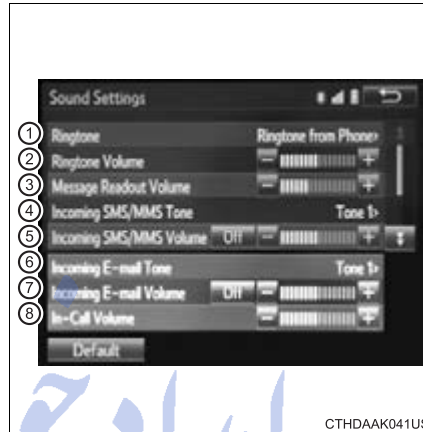 Sound Settings
① Ringtone Ringtone from Phone>
② Ringtone Volume − +
③ Message Readout Volume − +
④ Incoming SMS/MMS Tone Tone 1>
⑤ Incoming SMS/MMS Volume Off − +
⑥ Incoming E-mail Tone Tone 1>
⑦ Incoming E-mail Volume Off − +
⑧ In-Call Volume − +
Default
CTHDAAK041US